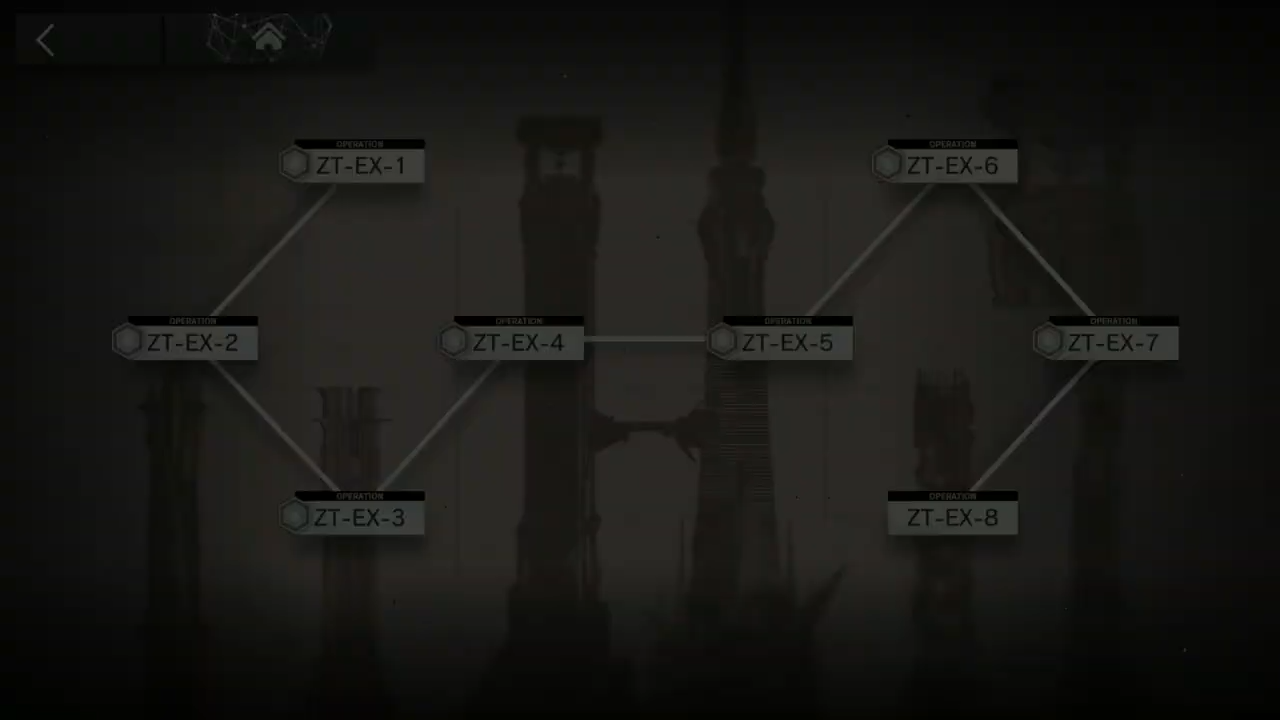 OPERATION
ZT-EX-1
OPERATION
ZT-EX-6
OPERATION
ZT-EX-2
OPERATION
ZT-EX-4
OPERATION
ZT-EX-5
OPERATION
ZT-EX-7
OPERATION
ZT-EX-3
OPERATION
ZT-EX-8